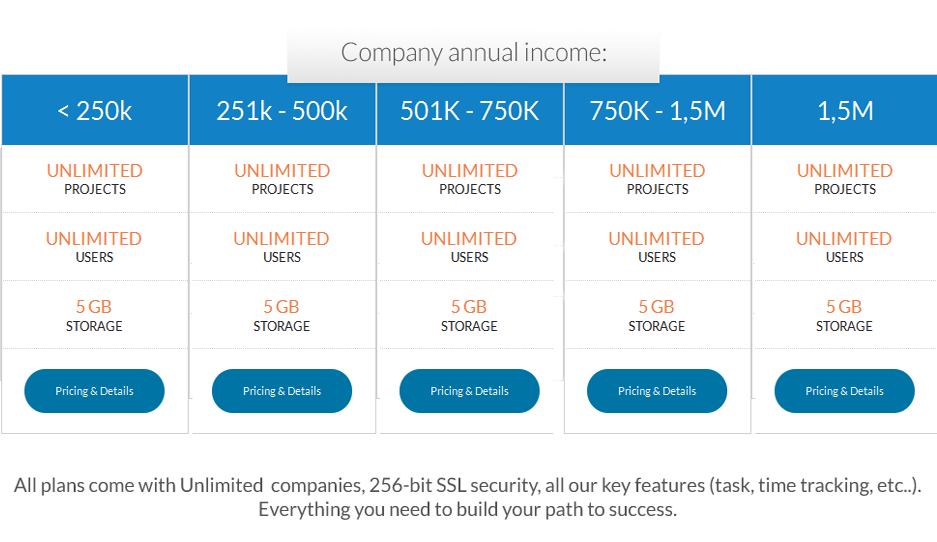 Company annual income:
< 250k
251k - 500k
501K - 750K
750K - 1,5M
1,5M
UNLIMITED
PROJECTS
UNLIMITED
PROJECTS
UNLIMITED
PROJECTS
UNLIMITED
PROJECTS
UNLIMITED
PROJECTS
UNLIMITED
USERS
UNLIMITED
USERS
UNLIMITED
USERS
UNLIMITED
USERS
UNLIMITED
USERS
5 GB
STORAGE
5 GB
STORAGE
5 GB
STORAGE
5 GB
STORAGE
5 GB
STORAGE
Pricing & Details
Pricing & Details
Pricing & Details
Pricing & Details
Pricing & Details
All plans come with Unlimited companies, 256-bit SSL security, all our key features (task, time tracking, etc..).
Everything you need to build your path to success.